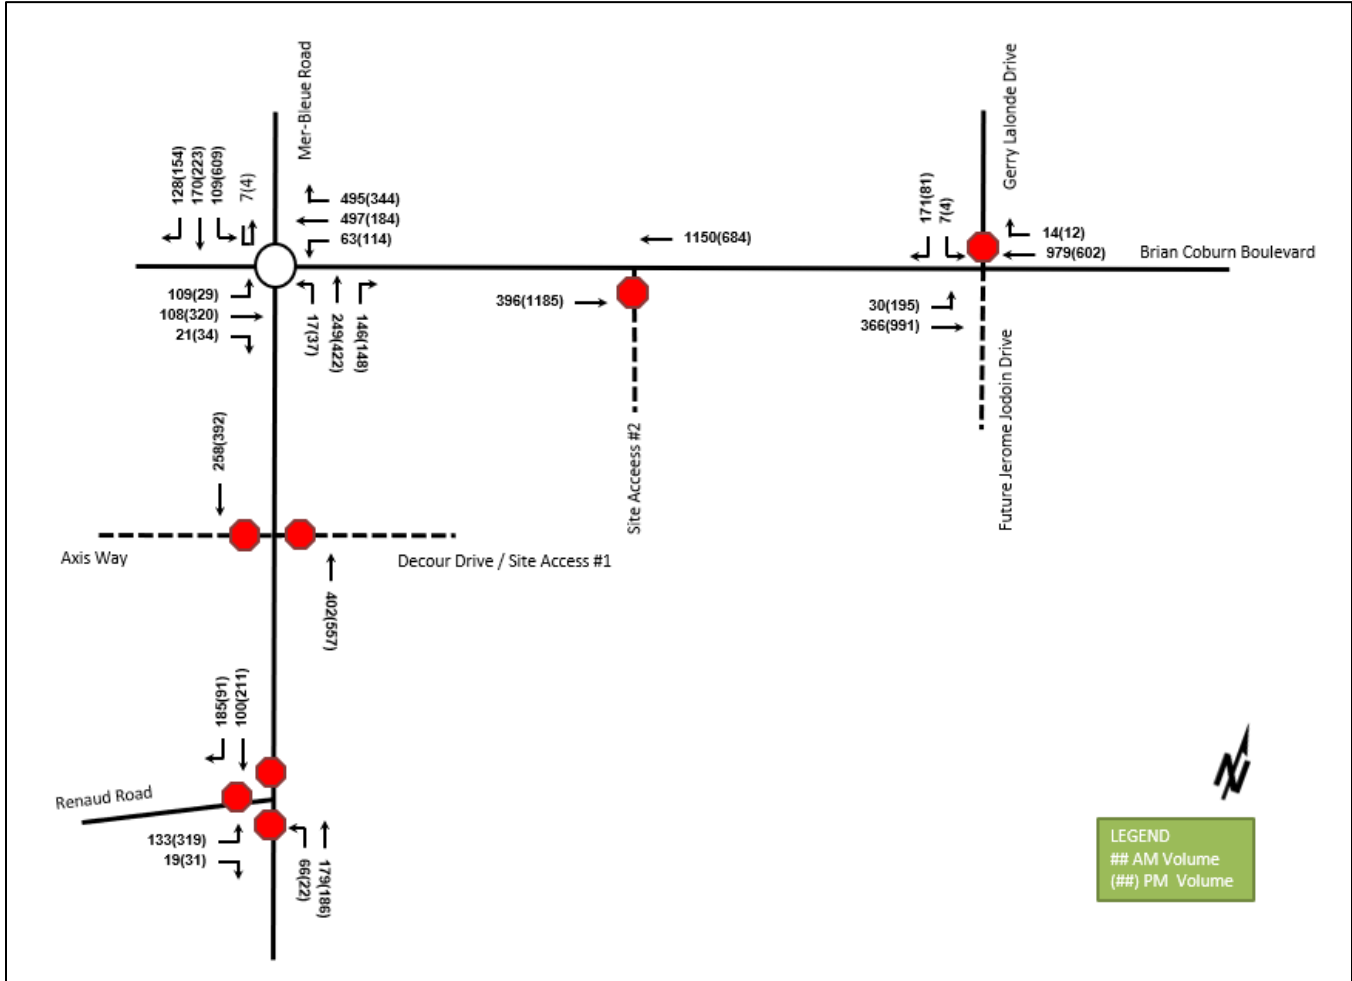 Mer-Bleue Road
Gerry Lalonde Drive
128(154)
170(223)
109(609)
7(4)
495(344)
497(184)
63(114)
1150(684)
171(81)
7(4)
14(12)
979(602)
Brian Coburn Boulevard
109(29)
108(320)
21(34)
17(37)
249(422)
146(148)
396(1185)
30(195)
366(991)
Future Jerome Jodoin Drive
Site Acceess #2
258(392)
Axis Way
Decour Drive / Site Access #1
402(557)
185(91)
100(211)
Renaud Road
133(319)
19(31)
66(22)
179(186)
N
LEGEND
## AM Volume
(##) PM Volume